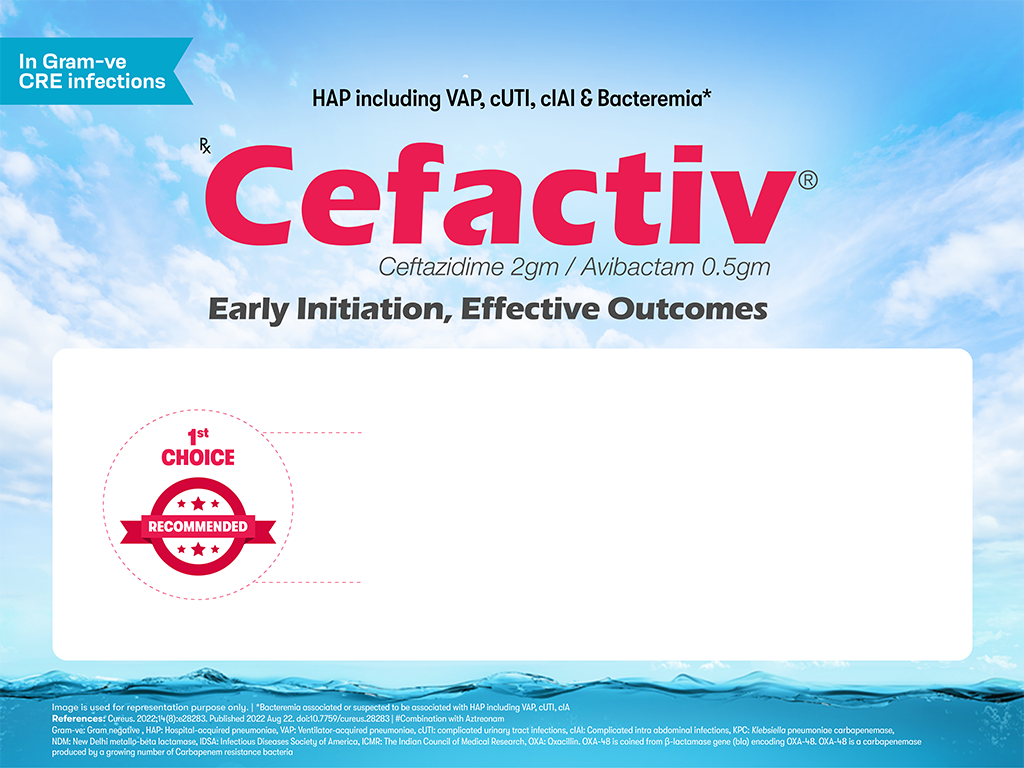 In Gram-ve
CRE infections
HAP including VAP, cUTI, cIAI & Bacteremia*
℞
Cefactiv®
Ceftazidime 2gm / Avibactam 0.5gm
Early Initiation, Effective Outcomes
1st
CHOICE
RECOMMENDED
Image is used for representation purpose only. | *Bacteremia associated or suspected to be associated with HAP including VAP, cUTI, cIA
References: Cureus. 2022;14(8):e28283. Published 2022 Aug 22. doi:10.7759/cureus.28283 | #Combination with Aztreonam
Gram-ve: Gram negative , HAP: Hospital-acquired pneumoniae, VAP: Ventilator-acquired pneumoniae, cUTI: complicated urinary tract infections, cIAI: Complicated intra abdominal infections, KPC: Klebsiella pneumoniae carbapenemase,
NDM: New Delhi metallo-beta lactamase, IDSA: Infectious Diseases Society of America, ICMR: The Indian Council of Medical Research, OXA: Oxacillin. OXA-48 is coined from β-lactamase gene (bla) encoding OXA-48. OXA-48 is a carbapenemase
produced by a growing number of Carbapenem resistance bacteria